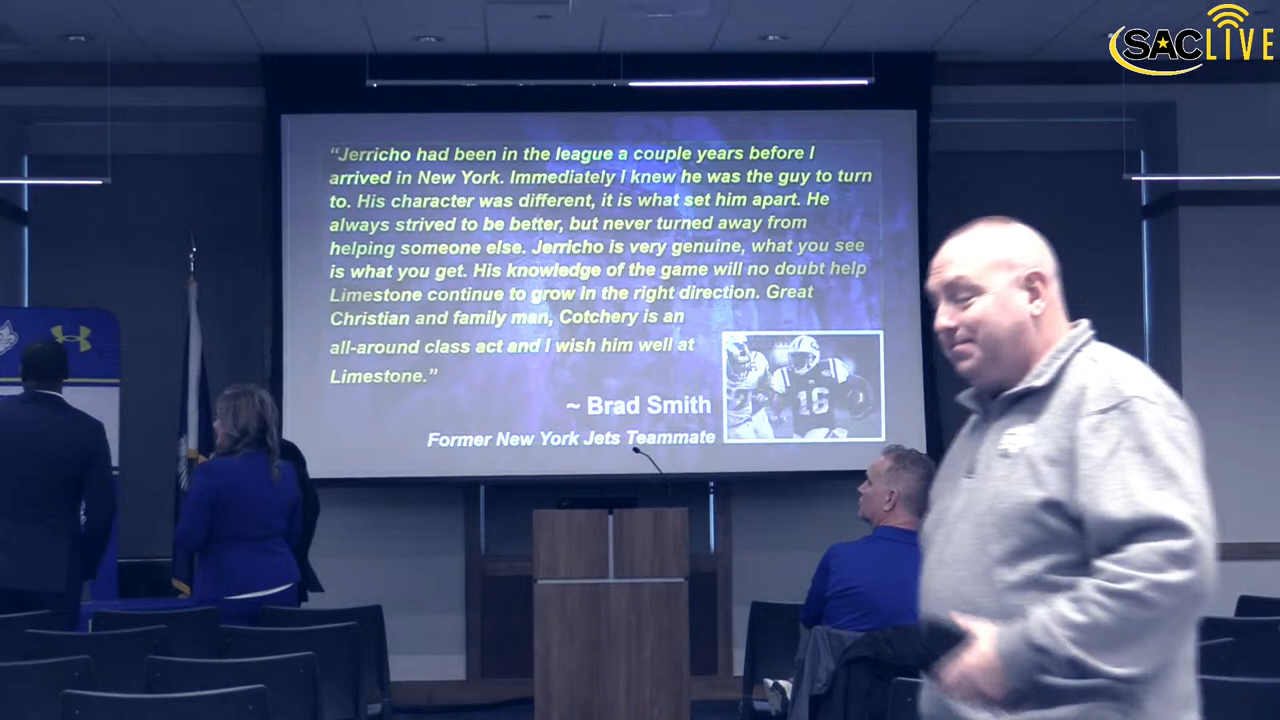 SACLIVE
“Jerricho had been in the league a couple years before I
arrived in New York. Immediately I knew he was the guy to turn
to. His character was different, it is what set him apart. He
always strived to be better, but never turned away from
helping someone else. Jerricho is very genuine, what you see
is what you get. His knowledge of the game will no doubt help
Limestone continue to grow in the right direction. Great
Christian and family man, Cotchery is an
all-around class act and I wish him well at
Limestone.”
~ Brad Smith
Former New York Jets Teammate
16